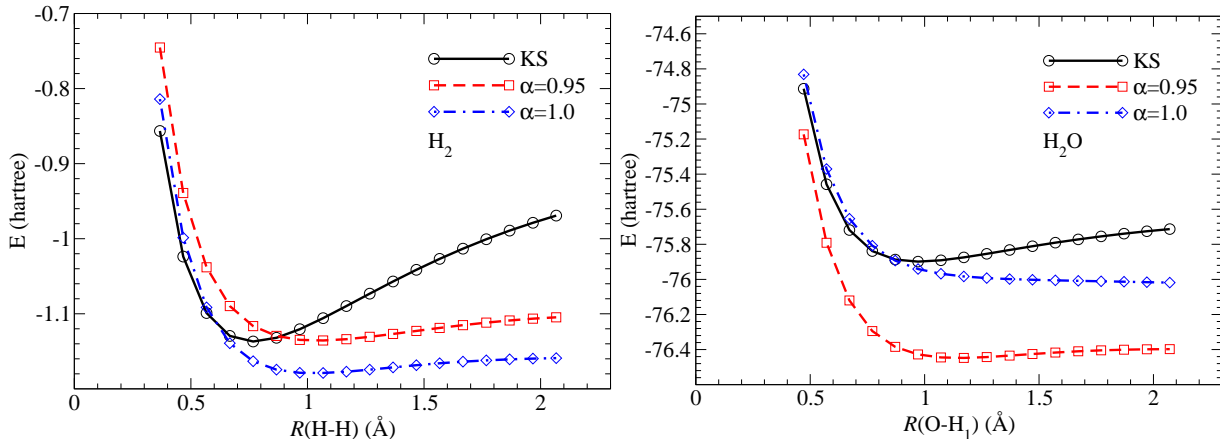 -0.7
-0.8
-0.9
-1
-1.1
E (hartree)
0
0.5
1
1.5
2
R(H-H) (Å)
KS
α=0.95
α=1.0
H2
-74.6
-74.8
-75
-75.2
-75.4
-75.6
-75.8
-76
-76.2
-76.4
E (hartree)
0
0.5
1
1.5
2
R(O-H1) (Å)
KS
α=0.95
α=1.0
H2O